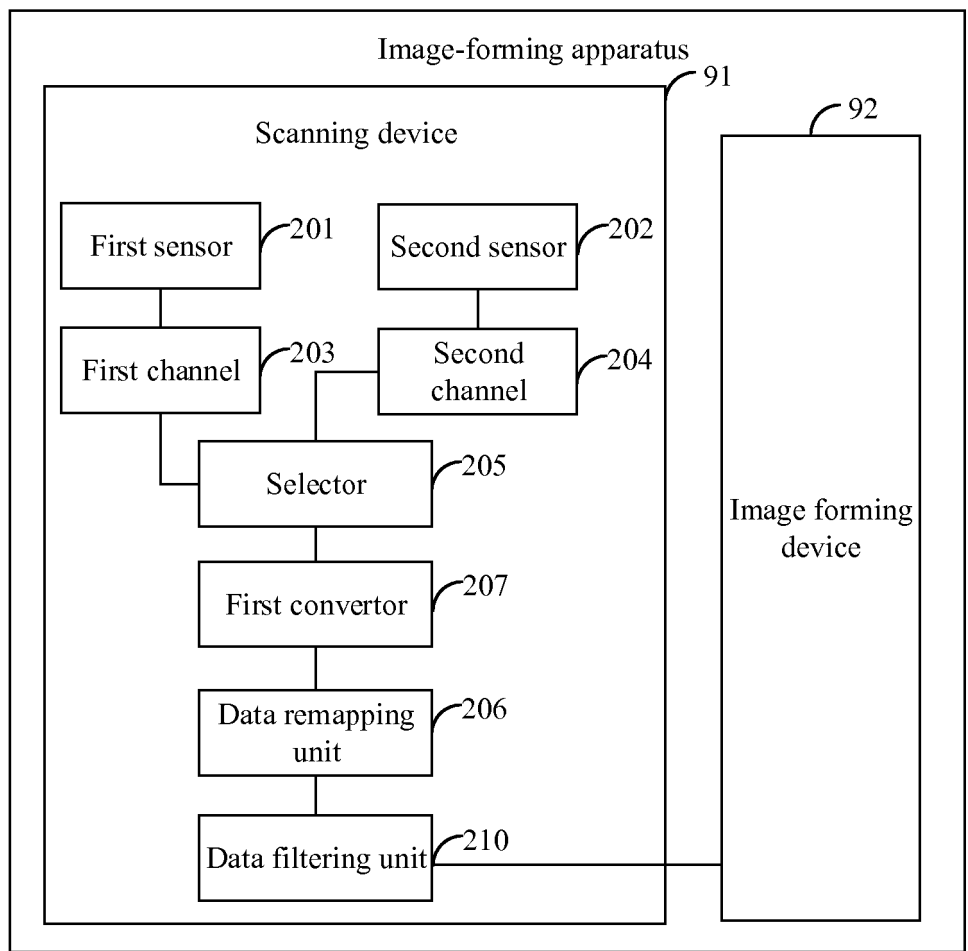 Image-forming apparatus
91
Scanning device
92
First sensor
201
Second sensor
202
First channel
203
Second
channel
204
Selector
205
Image forming
device
First convertor
207
Data remapping
unit
206
Data filtering unit
210